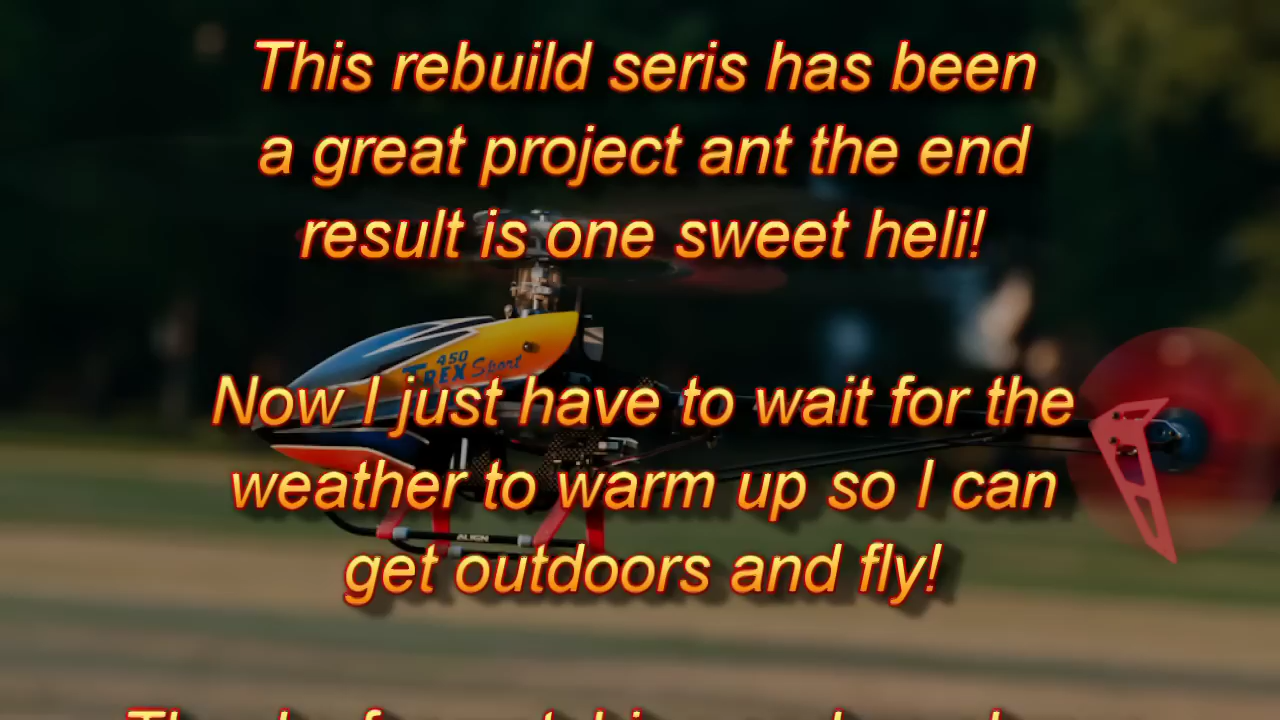 This rebuild seris has been
a great project ant the end
result is one sweet heli!
450
TREX Sport
Now I just have to wait for the
weather to warm up so I can
ALIGN
get outdoors and fly!